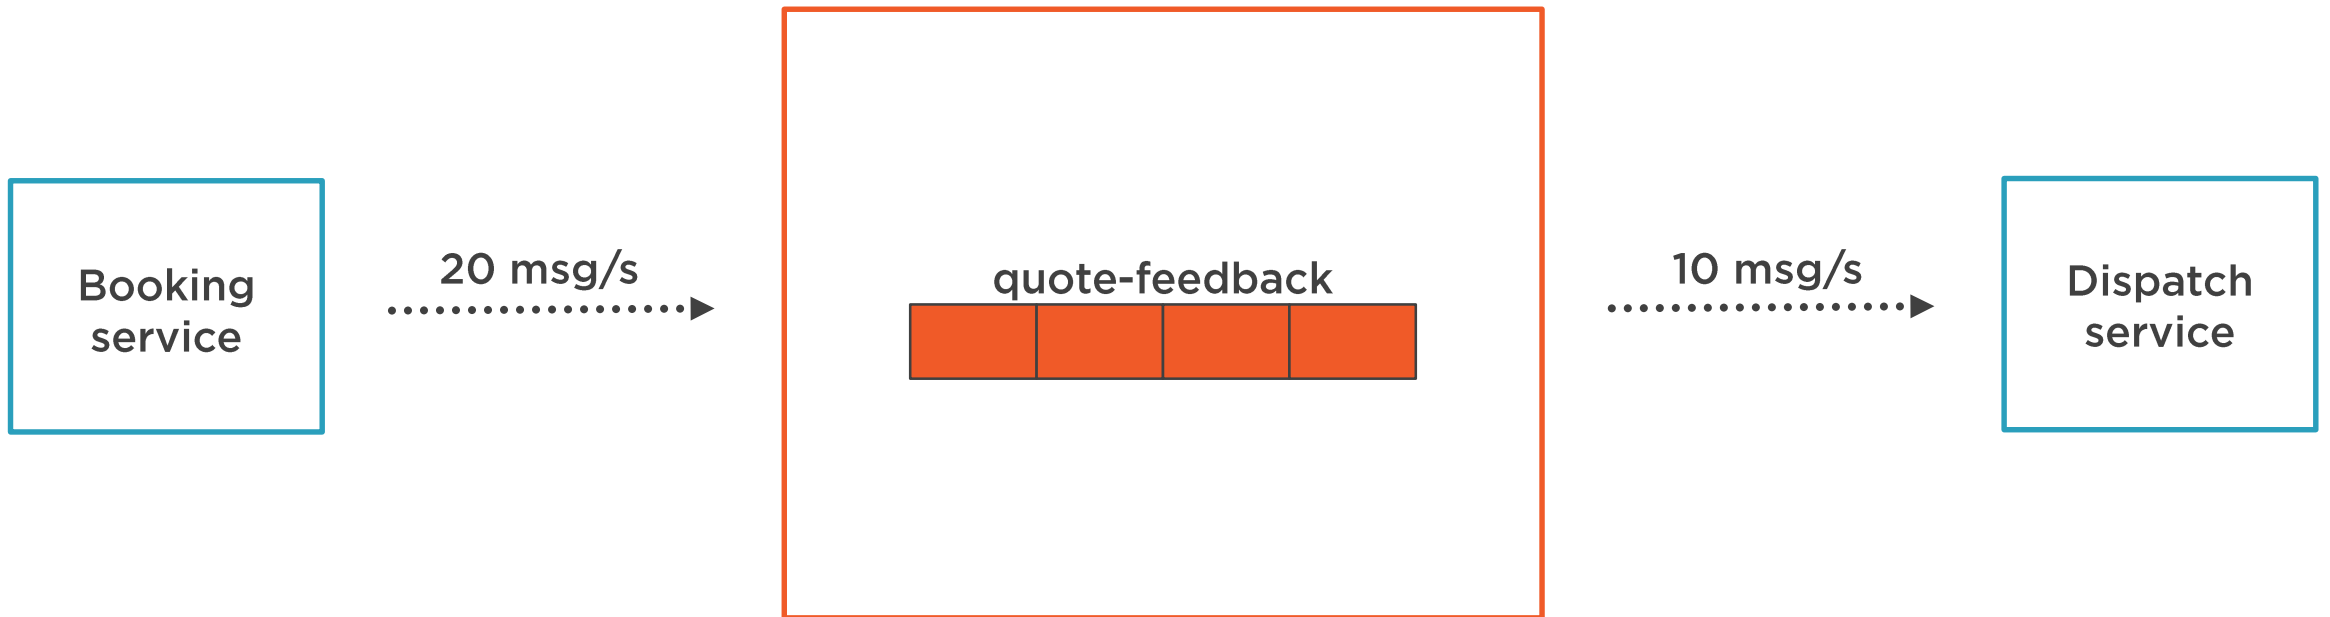 Booking
service
20 msg/s
quote-feedback
10 msg/s
Dispatch
service